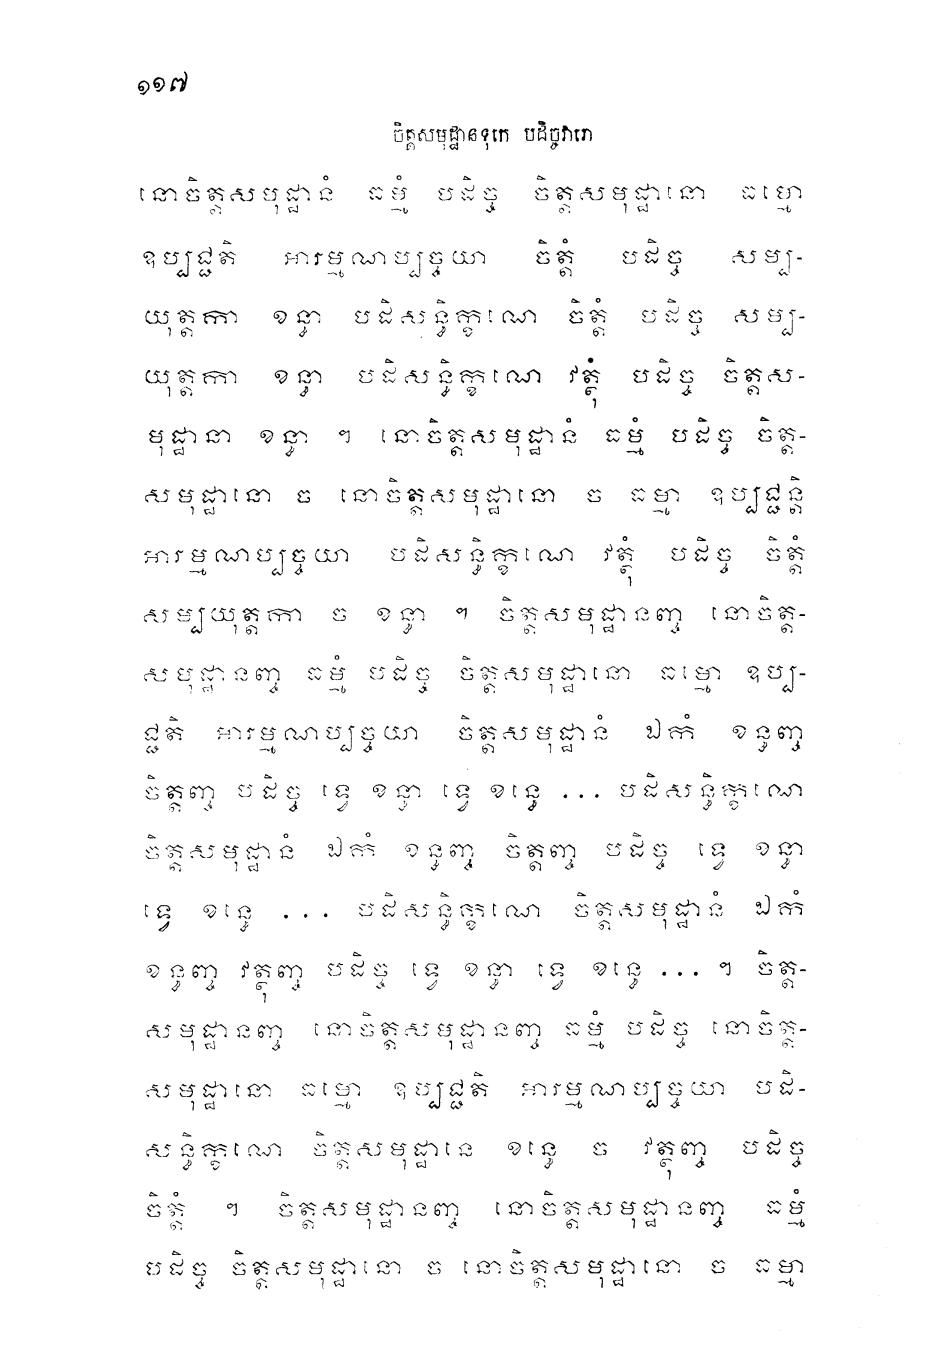 ១១៧
ចិត្តសមុដ្ឋានទុកេ បដិច្ចវារោ
នោចិត្តសមុដ្ឋានំ ធម្មំ បដិច្ច ចិត្តសមុដ្ឋានោ ធម្មោ
ឧប្បជ្ជតិ អារម្មណប្បច្ចយា ចិត្តំ បដិច្ច សម្ប-
យុត្តកា ខន្ធា បដិសន្ធិក្ខណេ ចិត្តំ បដិច្ច សម្ប-
យុត្តកា ខន្ធា បដិសន្ធិក្ខណេ វត្ថុំ បដិច្ច ចិត្តស-
មុដ្ឋានា ខន្ធា ។ នោចិត្តសមុដ្ឋានំ ធម្មំ បដិច្ច ចិត្ត-
សមុដ្ឋានោ ច នោចិត្តសមុដ្ឋានោ ច ធម្មា ឧប្បជ្ជន្តិ
អារម្មណប្បច្ចយា បដិសន្ធិក្ខណេ វត្ថុំ បដិច្ច ចិត្តំ
សម្បយុត្តកា ច ខន្ធា ។ ចិត្តសមុដ្ឋានញ្ច នោចិត្ត-
សមុដ្ឋានញ្ច ធម្មំ បដិច្ច ចិត្តសមុដ្ឋានោ ធម្មោ ឧប្ប-
ជ្ជតិ អារម្មណប្បច្ចយា ចិត្តសមុដ្ឋានំ ឯកំ ខន្ធញ្ច
ចិត្តញ្ច បដិច្ច ទ្វេ ខន្ធា ទ្វេ ខន្ធេ ... បដិសន្ធិក្ខណេ
ចិត្តសមុដ្ឋានំ ឯកំ ខន្ធញ្ច ចិត្តញ្ច បដិច្ច ទ្វេ ខន្ធា
ទ្វេ ខន្ធេ ... បដិសន្ធិក្ខណេ ចិត្តសមុដ្ឋានំ ឯកំ
ខន្ធញ្ច វត្ថុញ្ច បដិច្ច ទ្វេ ខន្ធា ទ្វេ ខន្ធេ ... ។ ចិត្ត-
សមុដ្ឋានញ្ច នោចិត្តសមុដ្ឋានញ្ច ធម្មំ បដិច្ច នោចិត្ត-
សមុដ្ឋានោ ធម្មោ ឧប្បជ្ជតិ អារម្មណប្បច្ចយា បដិ-
សន្ធិក្ខណេ ចិត្តសមុដ្ឋានេ ខន្ធេ ច វត្ថុញ្ច បដិច្ច
ចិត្តំ ។ ចិត្តសមុដ្ឋានញ្ច នោចិត្តសមុដ្ឋានញ្ច ធម្មំ
បដិច្ច ចិត្តសមុដ្ឋានោ ច នោចិត្តសមុដ្ឋានោ ច ធម្មា